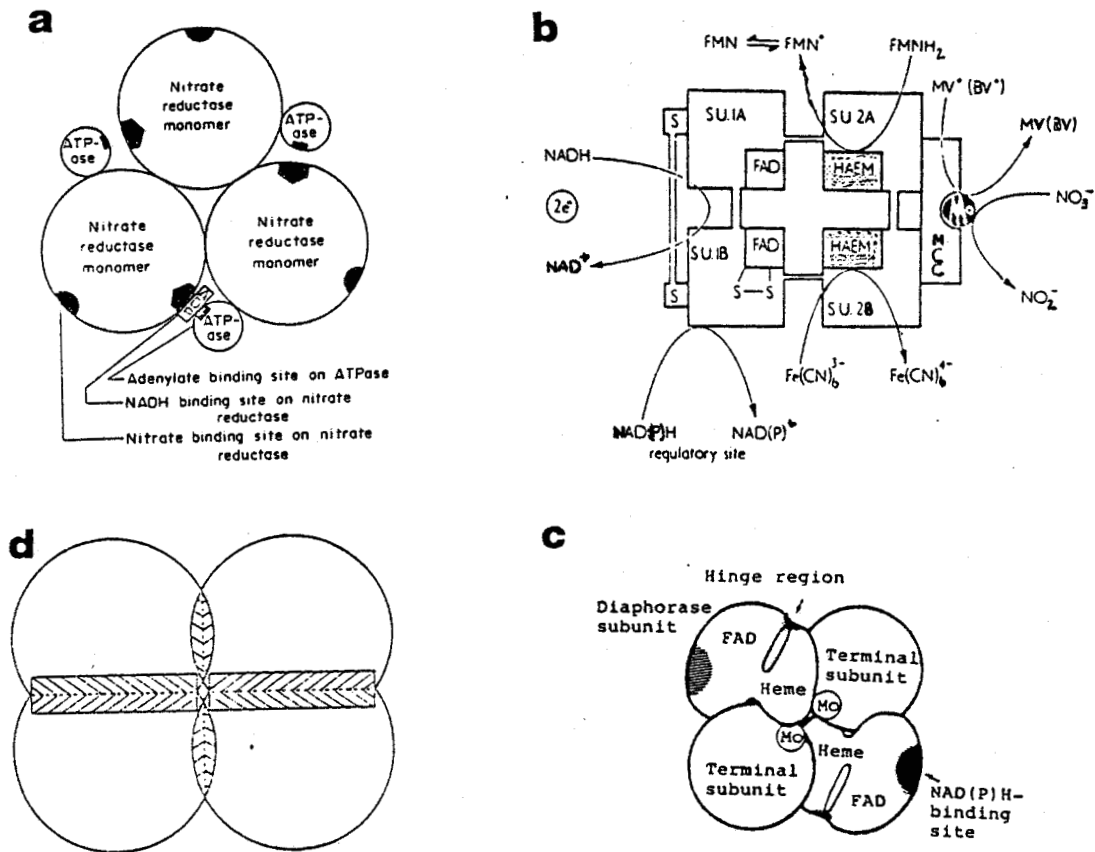 a
Nitrate
reductase
monomer
ATP-
ase
ATP-
ase
Nitrate
reductase
monomer
Nitrate
reductase
monomer
ATP-
ase
Adenylate binding site on ATPase
NADH binding site on nitrate
reductase
Nitrate binding site on nitrate
reductase
b
FMN ⇌ FMN*
FMNH2
MV+(BV+)
MV(BV)
S
SU.1A
SU.2A
NADH
FAD
HAEM
2e-
NO3-
NAD+
SU.1B
FAD
HAEM
S—S
S
S.U. 2B
NO2-
Fe(CN)6 3-
Fe(CN)6 4-
NAD(P)H
NAD(P)+
regulatory site
d
c
Hinge region
Diaphorase
subunit
FAD
Terminal
subunit
Heme
Mo
Mo
Heme
Terminal
subunit
FAD
NAD(P)H-
binding
site